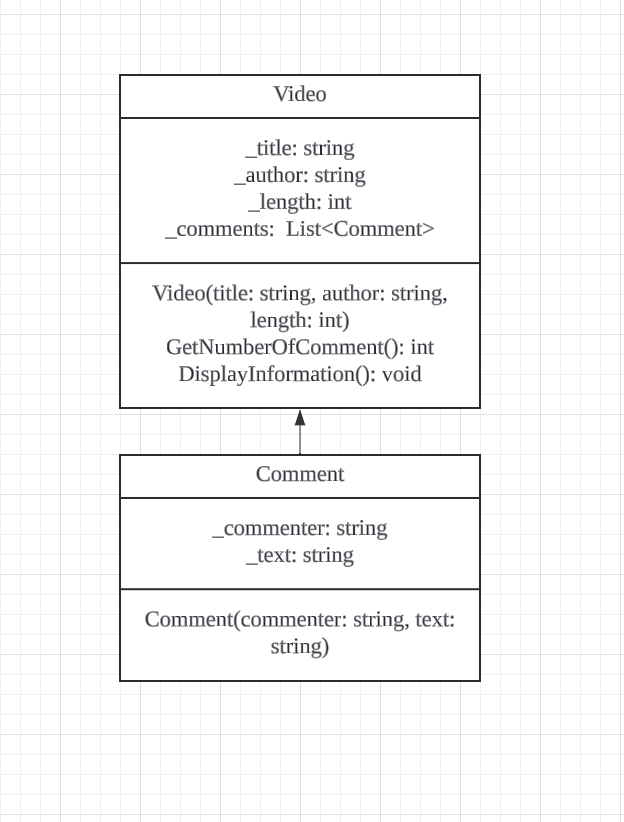 Video
_title: string
_author: string
_length: int
_comments:  List<Comment>
Video(title: string, author: string,
length: int)
GetNumberOfComment(): int
DisplayInformation(): void
Comment
_commenter: string
_text: string
Comment(commenter: string, text:
string)